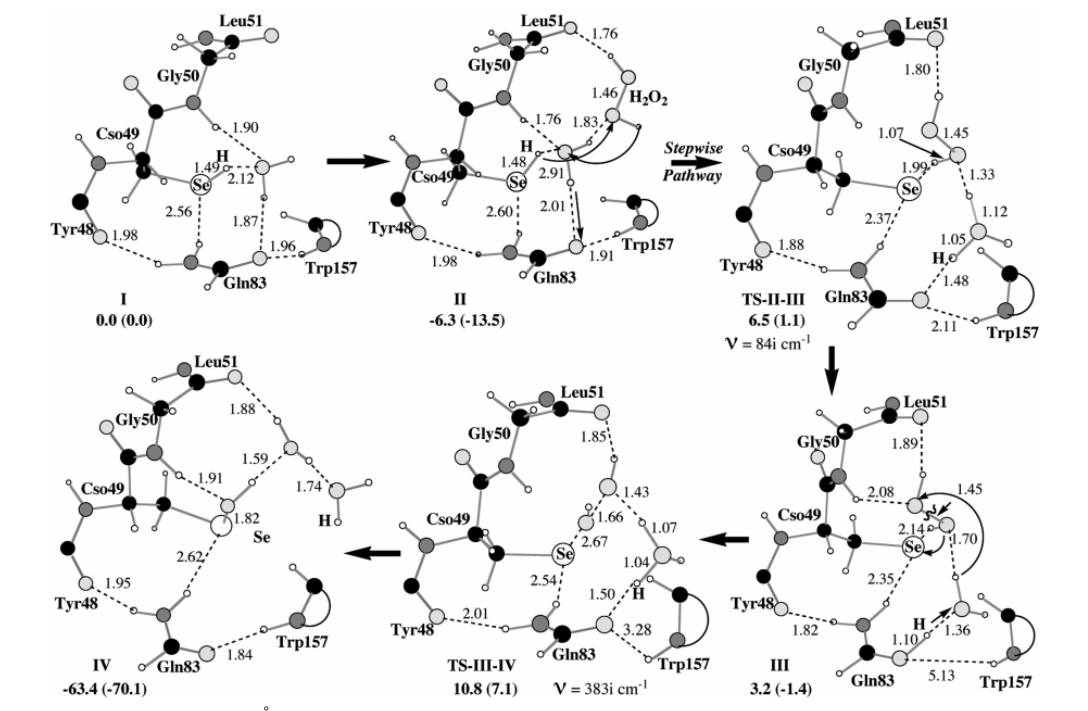 Leu51
Gly50
1.90
Cso49
H
1.49
2.12
Se
2.56
1.87
Tyr48
1.98
1.96
Gln83
Trp157
I
0.0 (0.0)
Leu51
1.76
Gly50
1.46
H2O2
1.76
1.83
H
Cso49
1.48
Se
2.91
2.60
2.01
Tyr48
1.98
1.91
Gln83
Trp157
II
-6.3 (-13.5)
Stepwise
Pathway
Leu51
Gly50
1.80
1.07
1.45
Cso49
1.99
Se
1.33
2.37
1.12
1.88
1.05
Tyr48
H
1.48
Gln83
2.11
Trp157
TS-II-III
6.5 (1.1)
ν = 84i cm-1
Leu51
Gly50
1.88
1.59
1.91
Cso49
1.74
1.82
H
Se
2.62
1.95
Tyr48
Trp157
Gln83
1.84
IV
-63.4 (-70.1)
Leu51
Gly50
1.85
1.43
Cso49
1.66
1.07
Se
2.67
1.04
2.54
H
1.50
2.01
Tyr48
3.28
Gln83
Trp157
TS-III-IV
10.8 (7.1)
ν = 383i cm-1
Leu51
Gly50
1.89
2.08
1.45
Cso49
2.14
Se
1.70
2.35
Tyr48
H
1.82
1.10
1.36
5.13
Gln83
Trp157
III
3.2 (-1.4)